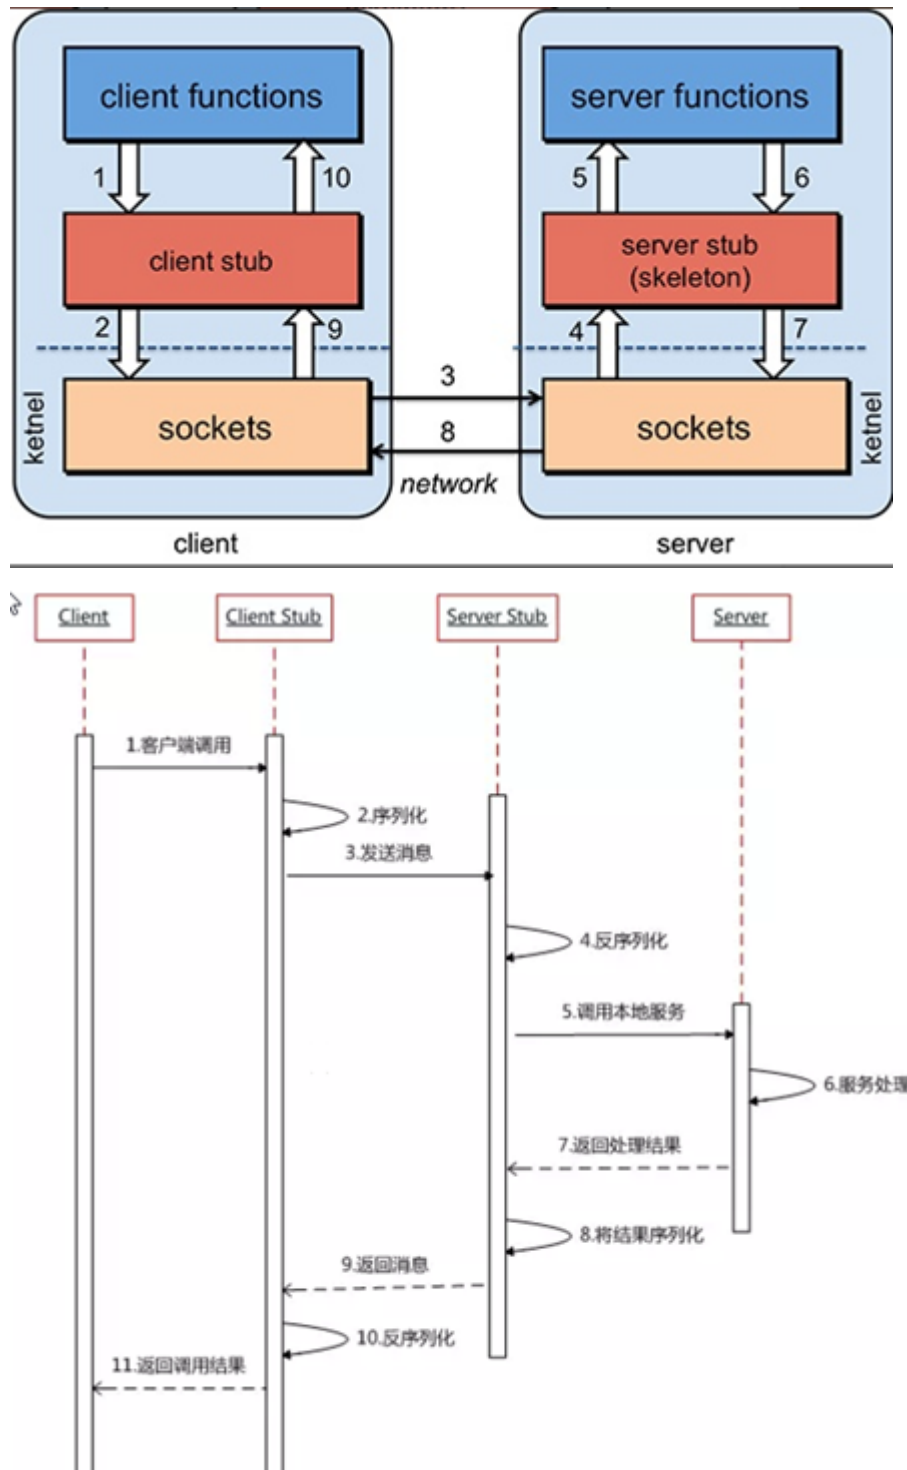 client functions
server functions
1
10
5
6
client stub
server stub
(skeleton)
2
9
4
7
ketnel
sockets
3
8
network
sockets
ketnel
client
server
Client
Client Stub
Server Stub
Server
1.客户端调用
2.序列化
3.发送消息
4.反序列化
5.调用本地服务
6.服务处理
7.返回处理结果
8.将结果序列化
9.返回消息
10.反序列化
11.返回调用结果